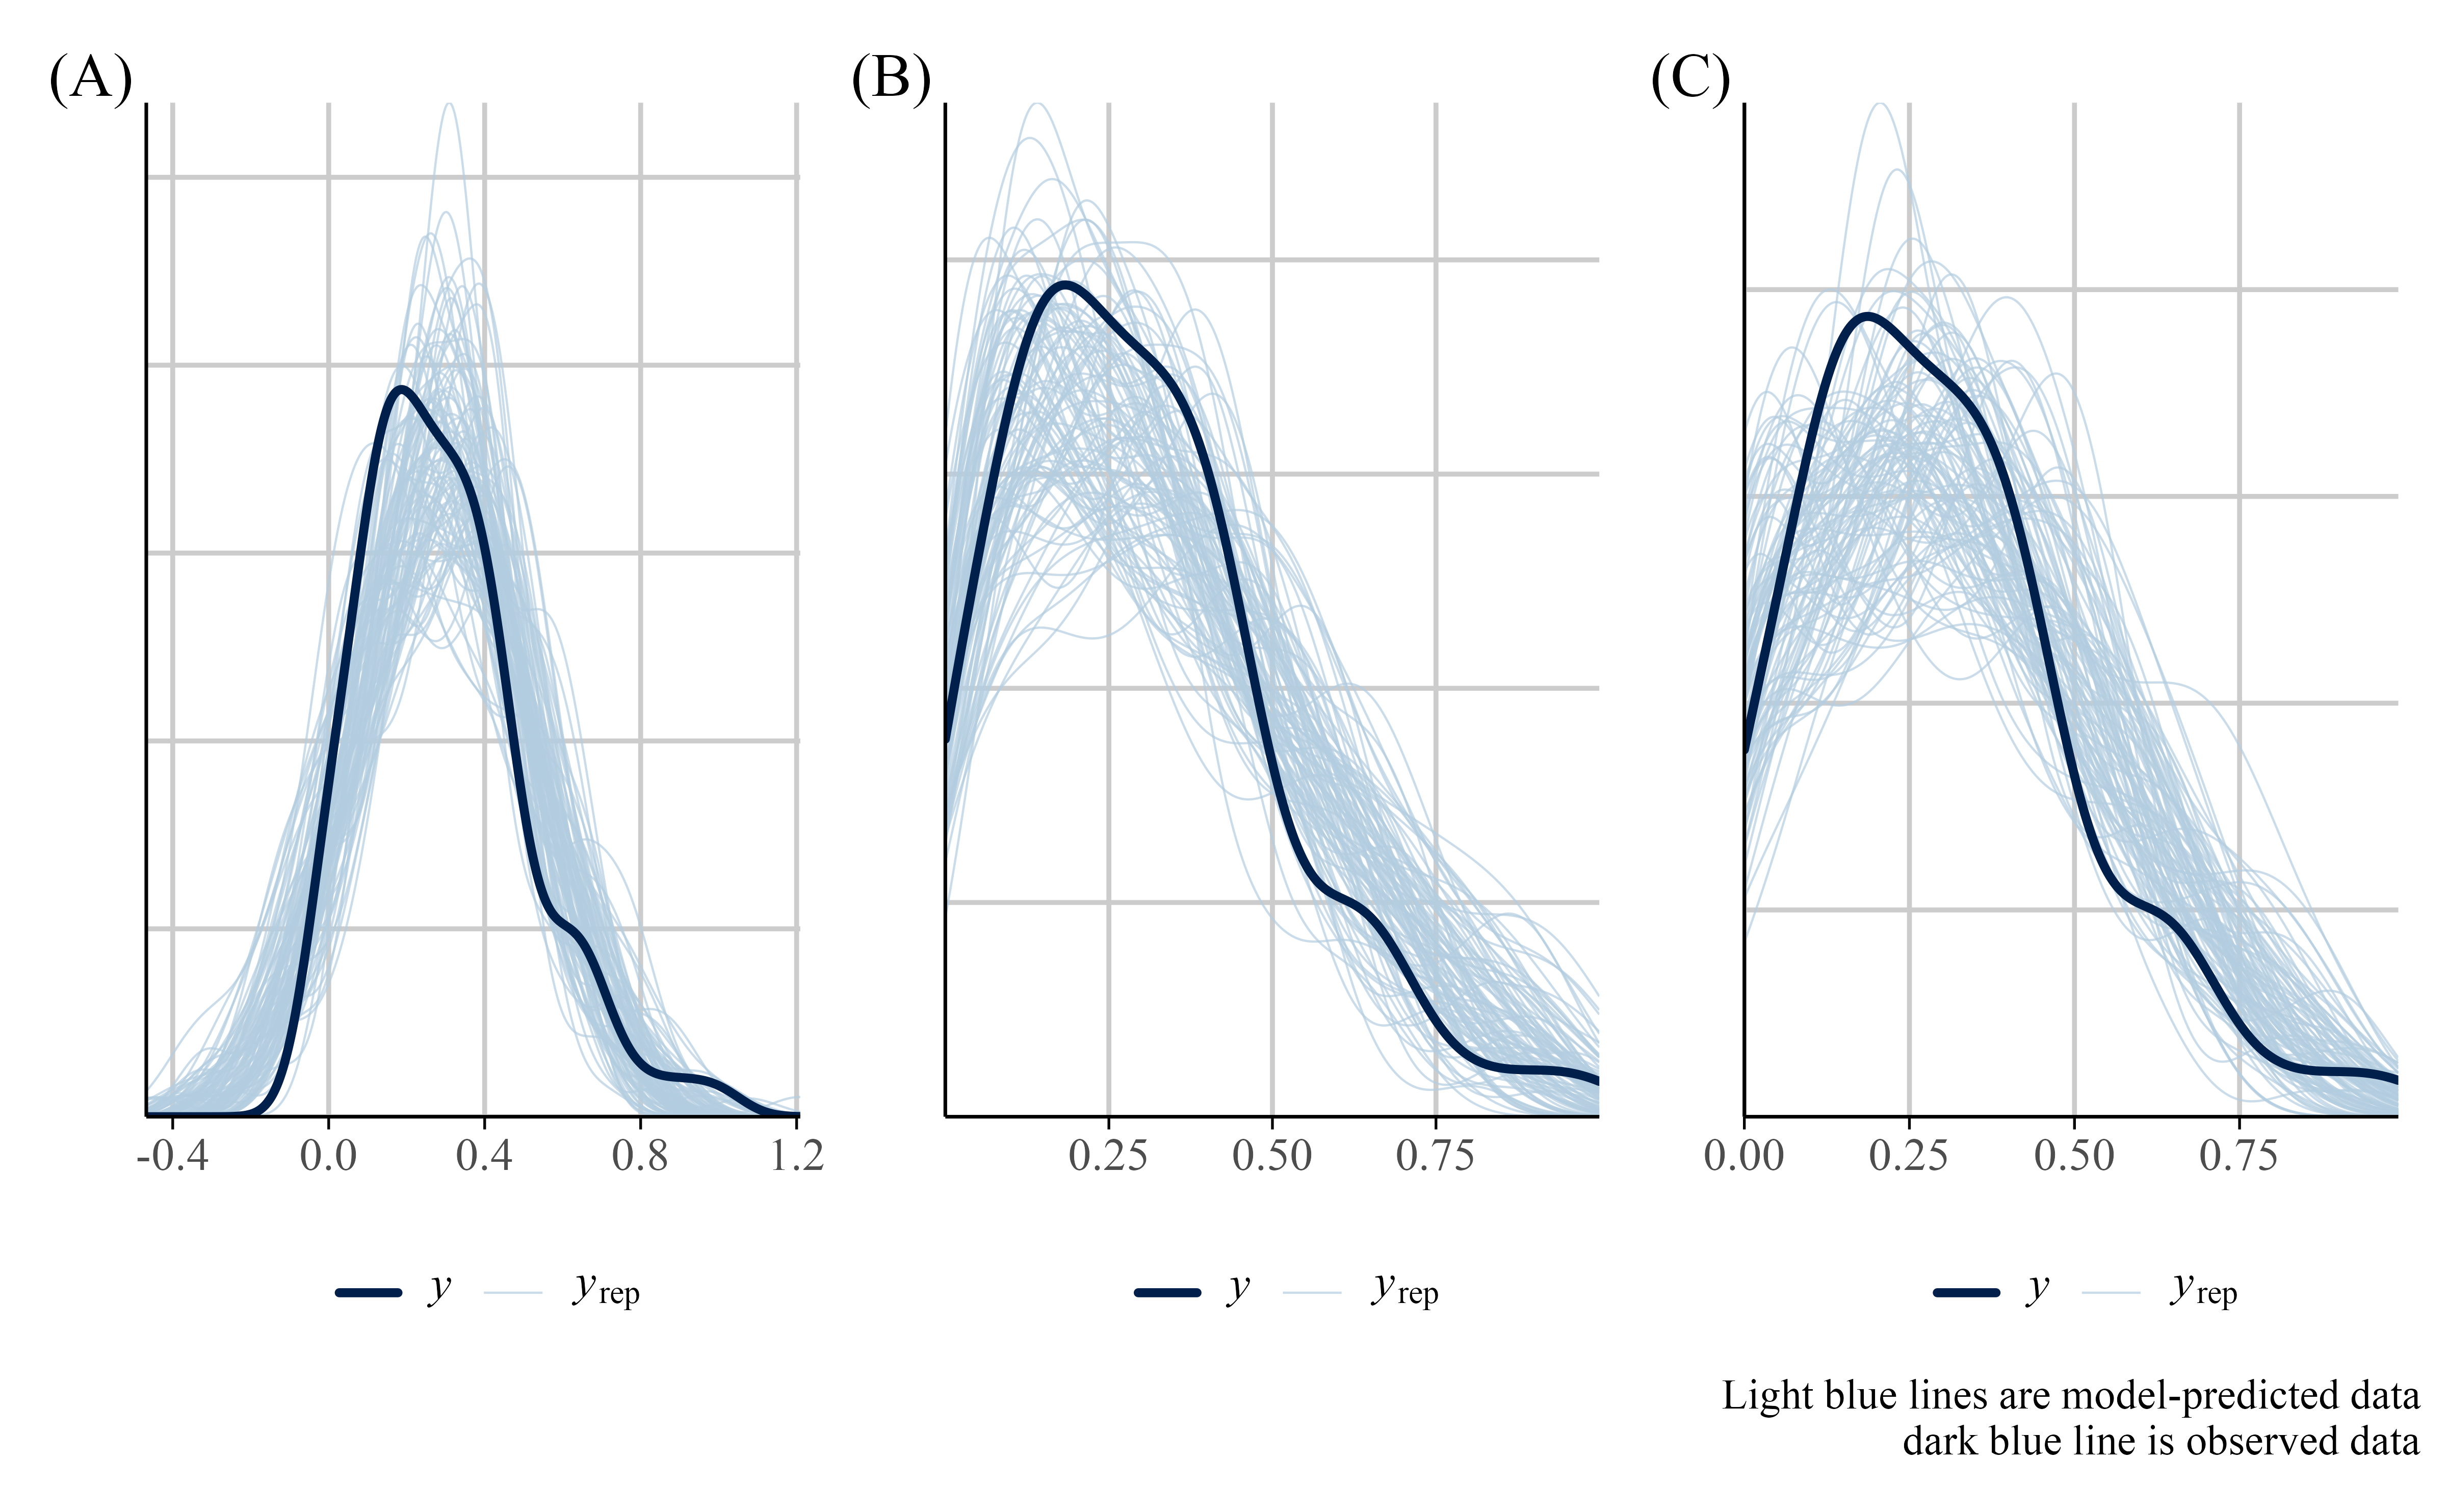 (A) (B) (C)
-0.4 0.0 0.4 0.8 1.2 0.25 0.50 0.75 0.00 0.25 0.50 0.75
y yrep y yrep y yrep
Light blue lines are model-predicted data
dark blue line is observed data